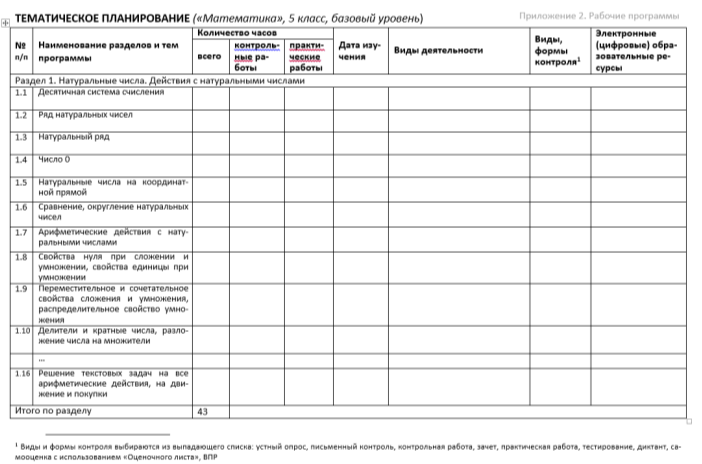 ТЕМАТИЧЕСКОЕ ПЛАНИРОВАНИЕ («Математика», 5 класс, базовый уровень)
Приложение 2. Рабочие программы
№ п/п
Наименование разделов и тем
программы
Количество часов
всего
контроль-
ные ра-
боты
практи-
ческие
работы
Дата изу-
чения
Виды деятельности
Виды,
формы
контроля¹
Электронные
(цифровые) обра-
зовательные ре-
сурсы
Раздел 1. Натуральные числа. Действия с натуральными числами
1.1 Десятичная система счисления
1.2 Ряд натуральных чисел
1.3 Натуральный ряд
1.4 Число 0
1.5 Натуральные числа на координат-
ной прямой
1.6 Сравнение, округление натуральных
чисел
1.7 Арифметические действия с нату-
ральными числами
1.8 Свойства нуля при сложении и
умножении, свойства единицы при
умножении
1.9 Переместительное и сочетательное
свойства сложения и умножения,
распределительное свойство умно-
жения
1.10 Делители и кратные числа, разло-
жение числа на множители
...
1.16 Решение текстовых задач на все
арифметические действия, на дви-
жение и покупки
Итого по разделу 43
¹ Виды и формы контроля выбираются из выпадающего списка: устный опрос, письменный контроль, контрольная работа, зачет, практическая работа, тестирование, диктант, са-
мооценка с использованием «Оценочного листа», ВПР